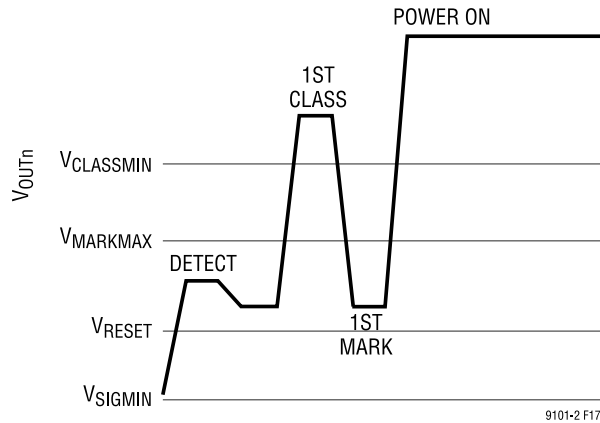 POWER ON
1ST
CLASS
VCLASSMIN
VOUTn
VMARKMAX
DETECT
VRESET
1ST
MARK
VSIGMIN
9101-2 F17